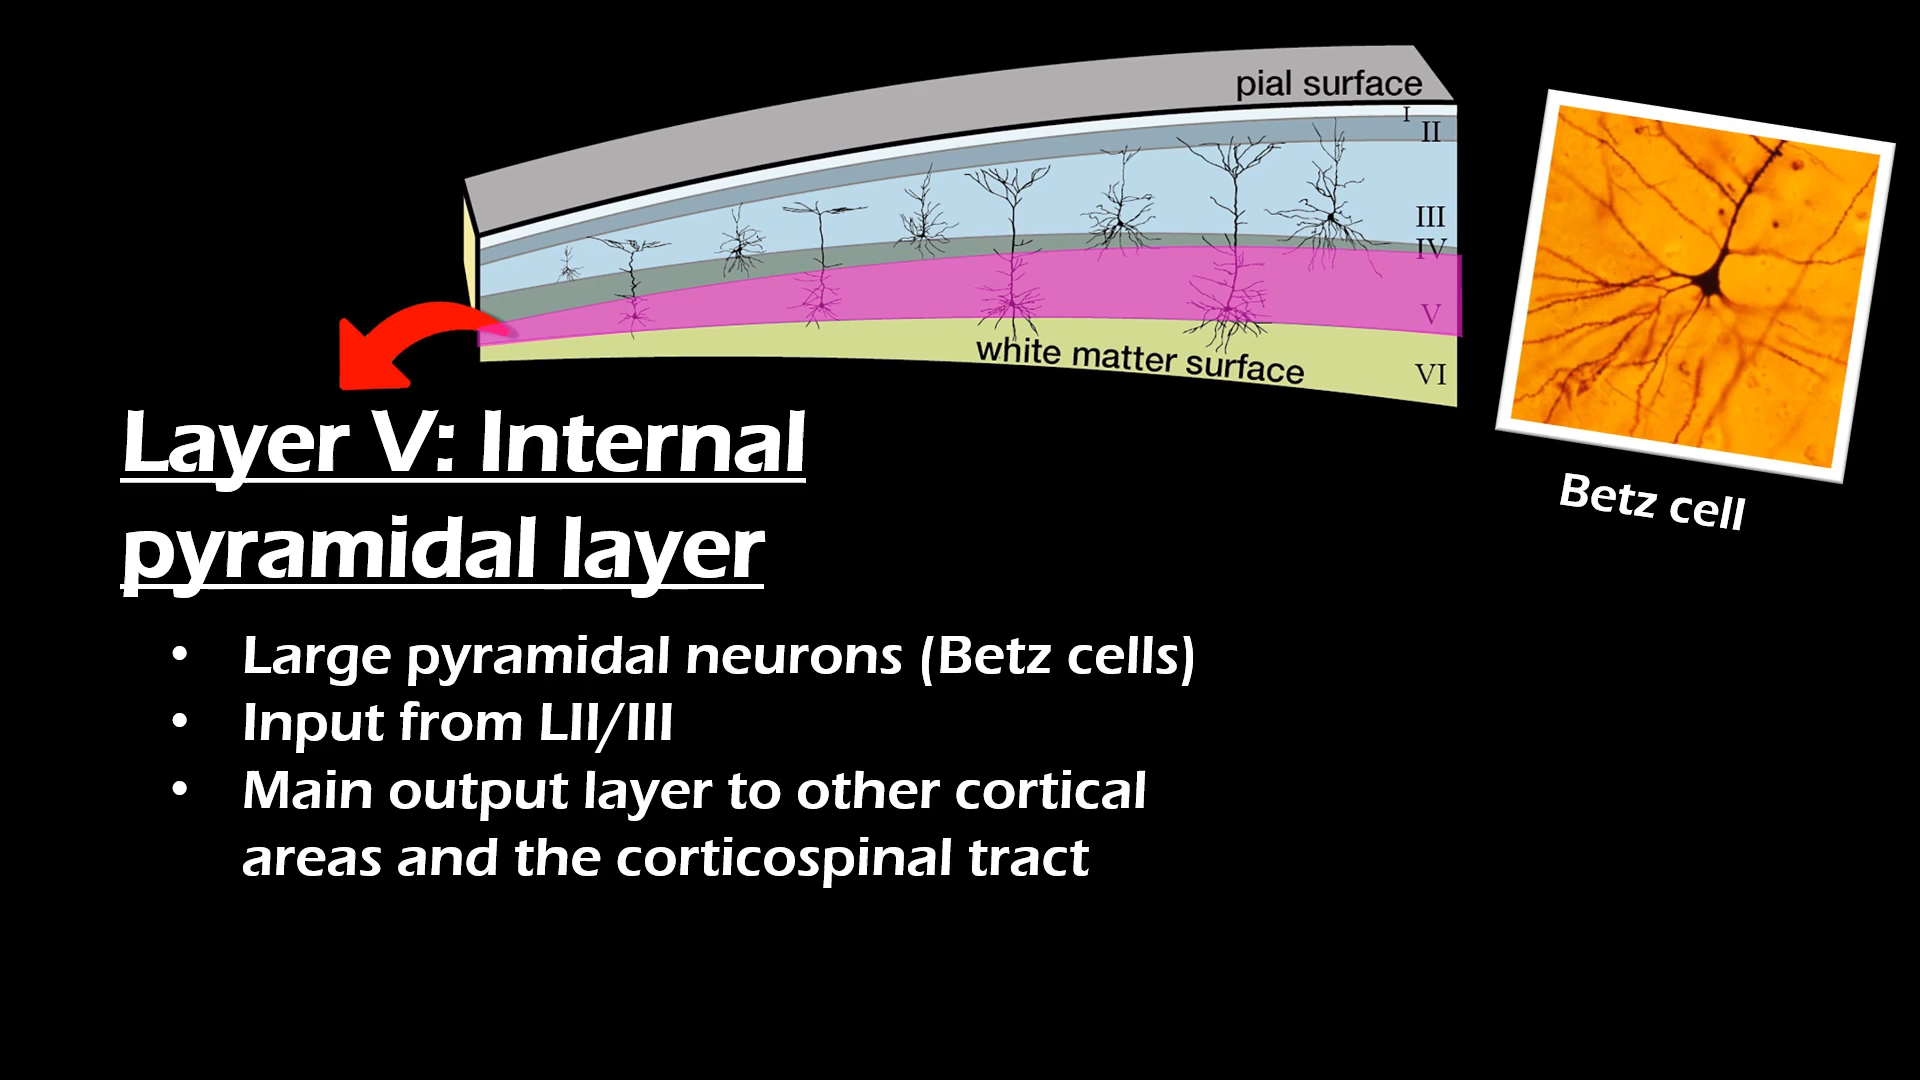 pial surface
I
II
III
IV
V
white matter surface
VI
Betz cell
Layer V: Internal
pyramidal layer
• Large pyramidal neurons (Betz cells)
• Input from LII/III
• Main output layer to other cortical
areas and the corticospinal tract